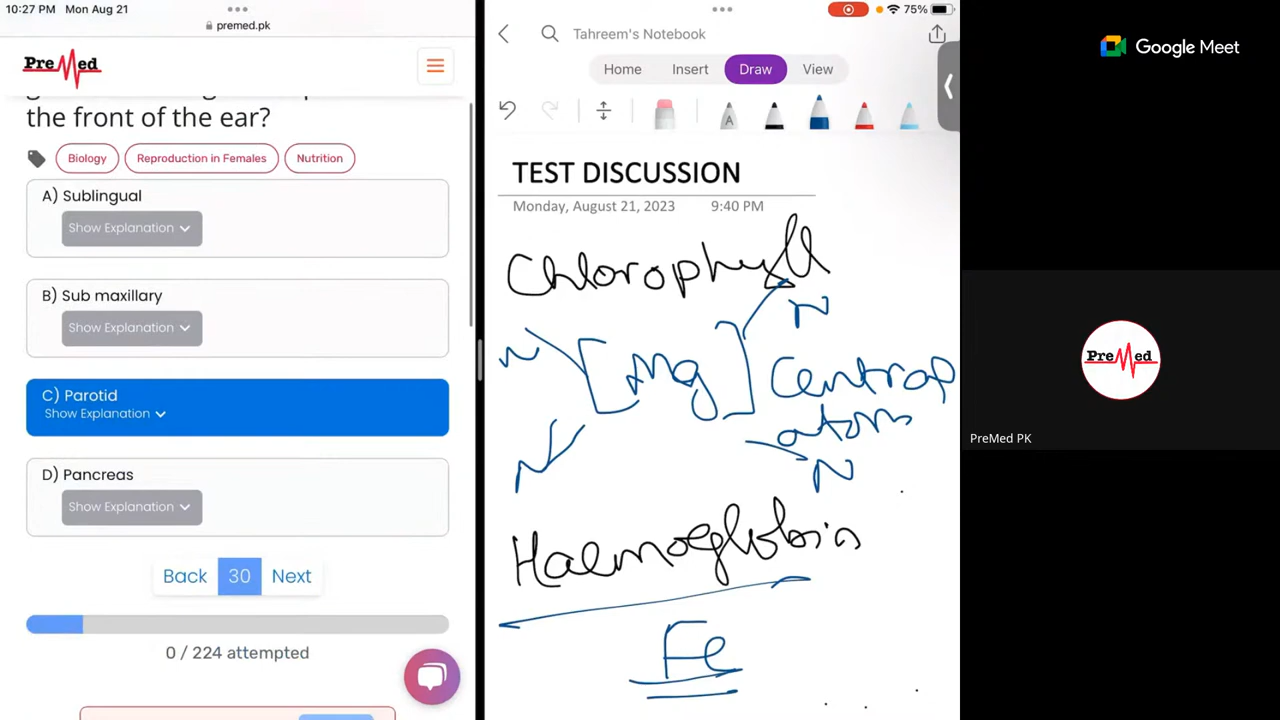 10:27 PM Mon Aug 21
premed.pk
PreMed
the front of the ear?
Biology
Reproduction in Females
Nutrition
A) Sublingual
Show Explanation
B) Sub maxillary
Show Explanation
C) Parotid
Show Explanation
D) Pancreas
Show Explanation
Back 30 Next
0 / 224 attempted
75%
Tahreem's Notebook
Home Insert Draw View
A
TEST DISCUSSION
Monday, August 21, 2023 9:40 PM
Chlorophyll
N
N [Mg] Central
atom
N N
Haemoglobin
Fe
Google Meet
PreMed
PreMed PK